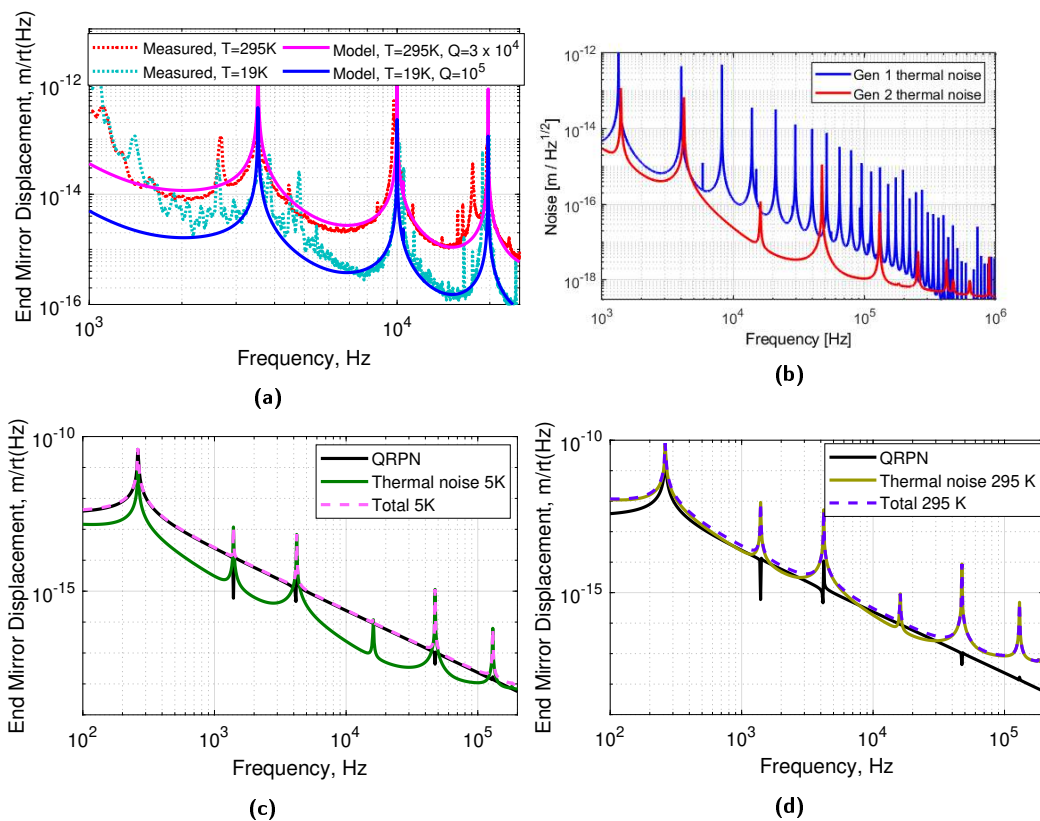 End Mirror Displacement, m/rt(Hz)
10^-12
10^-14
10^-16
Measured, T=295K
Model, T=295K, Q=3 x 10^4
Measured, T=19K
Model, T=19K, Q=10^5
10^3
10^4
Frequency, Hz
(a)
Noise [m / Hz^1/2]
10^-12
10^-14
10^-16
10^-18
Gen 1 thermal noise
Gen 2 thermal noise
10^3
10^4
10^5
10^6
Frequency [Hz]
(b)
End Mirror Displacement, m/rt(Hz)
10^-10
10^-15
QRPN
Thermal noise 5K
Total 5K
10^2
10^3
10^4
10^5
Frequency, Hz
(c)
End Mirror Displacement, m/rt(Hz)
10^-10
10^-15
QRPN
Thermal noise 295 K
Total 295 K
10^2
10^3
10^4
10^5
Frequency, Hz
(d)